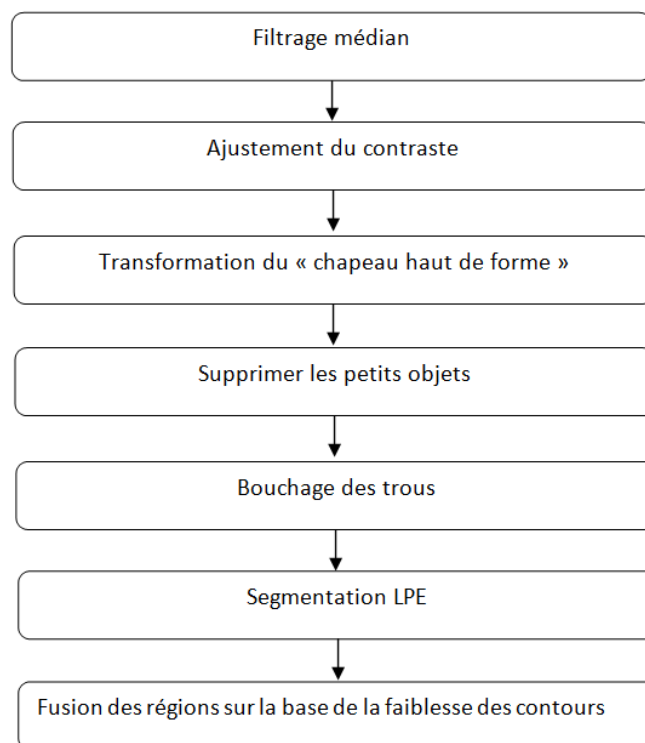 Filtrage médian
Ajustement du contraste
Transformation du « chapeau haut de forme »
Supprimer les petits objets
Bouchage des trous
Segmentation LPE
Fusion des régions sur la base de la faiblesse des contours